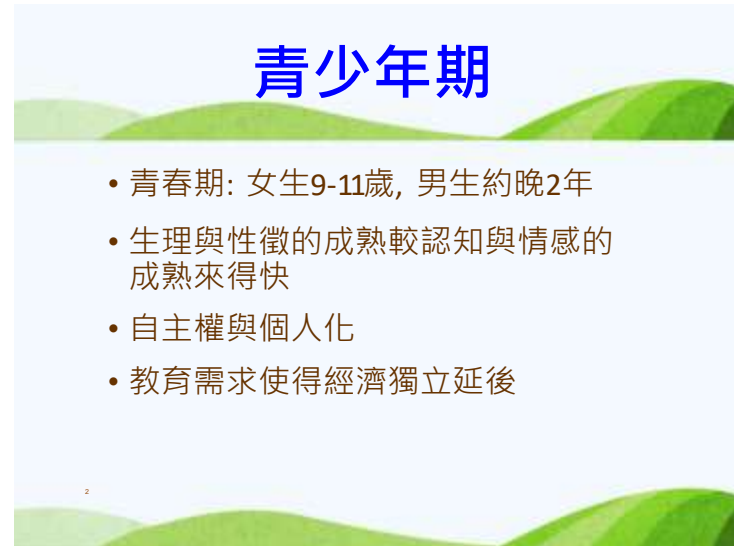 青少年期
• 青春期: 女生9-11歲, 男生約晚2年
• 生理與性徵的成熟較認知與情感的
成熟來得快
• 自主權與個人化
• 教育需求使得經濟獨立延後
2